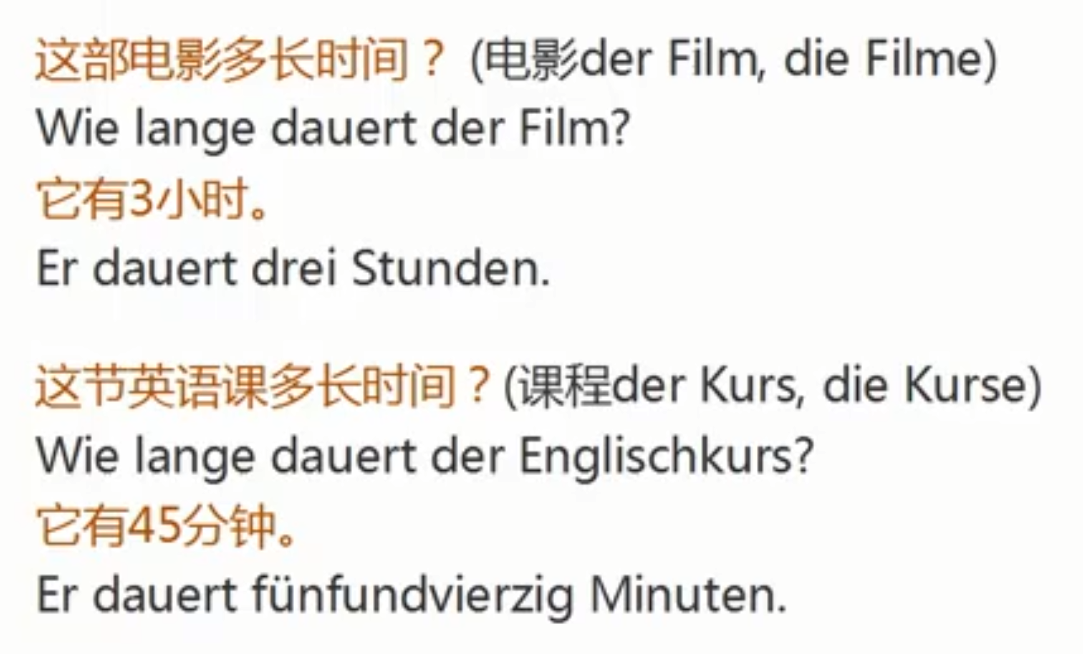 这部电影多长时间？ (电影der Film, die Filme)
Wie lange dauert der Film?
它有3小时。
Er dauert drei Stunden.
这节英语课多长时间？(课程der Kurs, die Kurse)
Wie lange dauert der Englischkurs?
它有45分钟。
Er dauert fünfundvierzig Minuten.